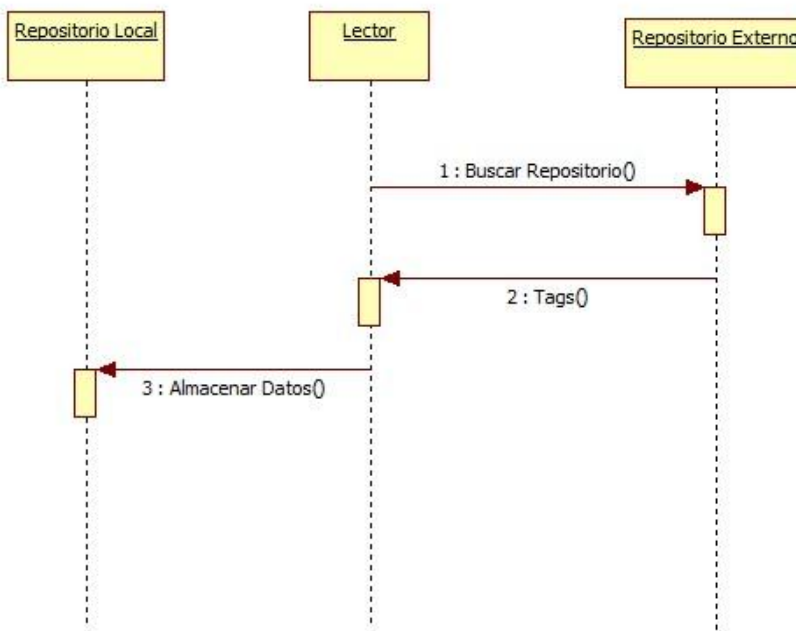 Repositorio Local
Lector
Repositorio Externo
1 : Buscar Repositorio()
2 : Tags()
3 : Almacenar Datos()